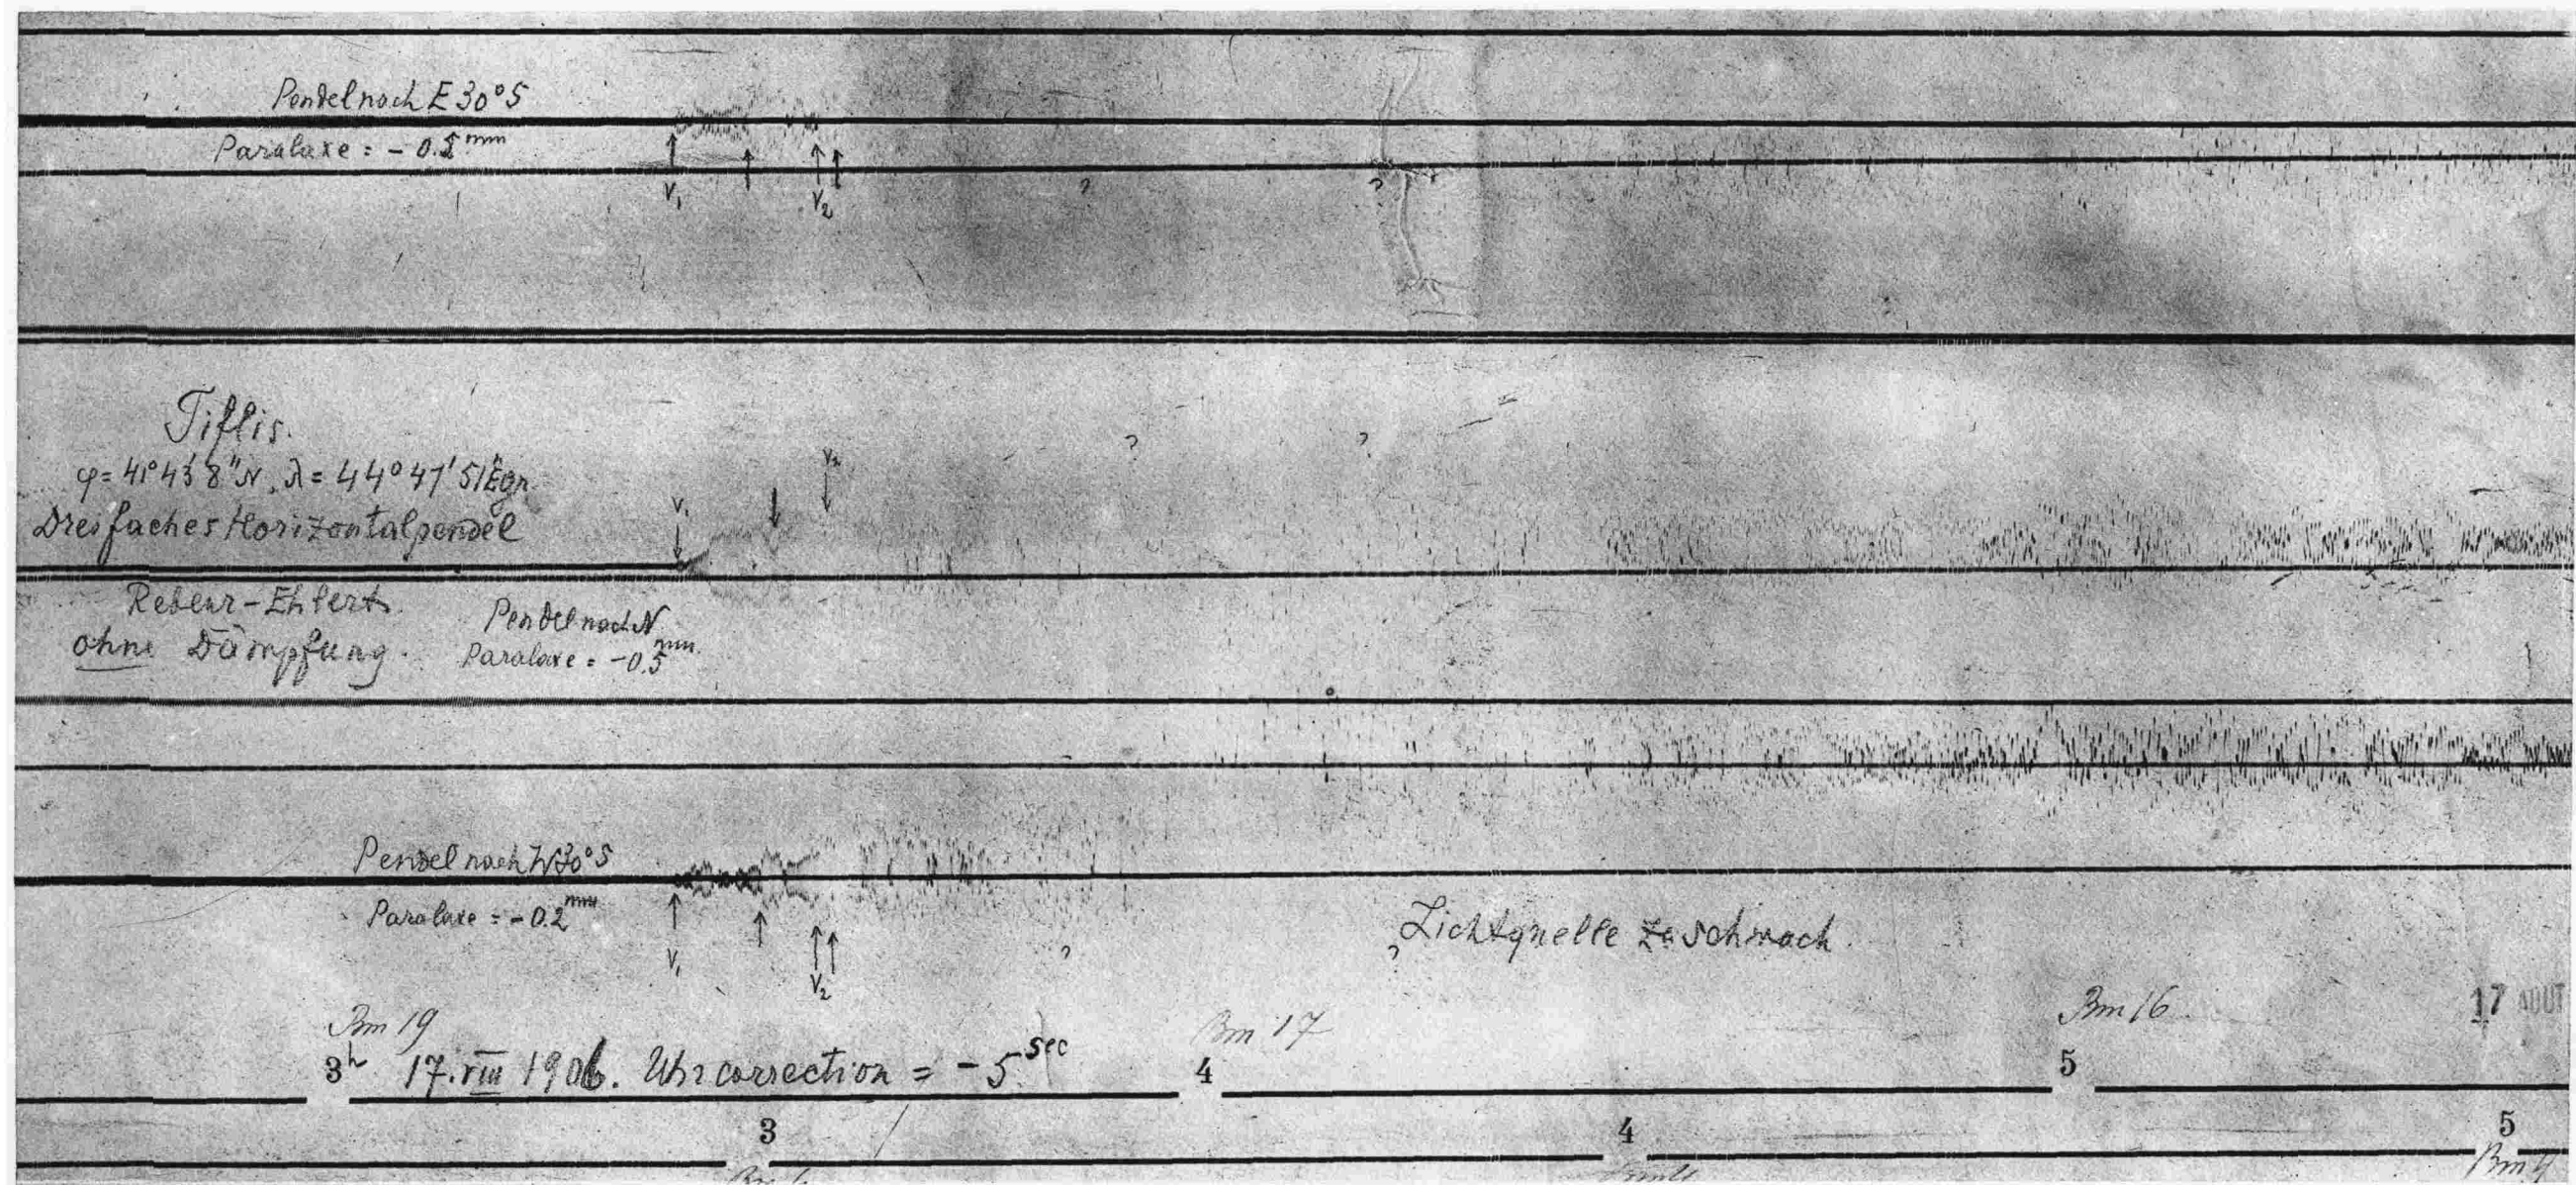 Pendel nach E 30° S
Paralaxe = - 0.5 mm
V₁
V₂
?
?
Tiflis.
φ = 41° 43' 8" N, λ = 44° 47' 51" E gr.
Dreifaches Horizontalpendel
V₁
V₂
?
?
Rebeur-Ehlert.
ohne Dämpfung.
Pendel nach N
Paralaxe = -0.5 mm
Pendel nach W 30° S
Paralaxe = -0.2 mm
V₁
V₂
?
?
Lichtquelle zu schwach
Bm 19
Bm 17
Bm 16
17 AOUT
3h 17. VIII 1906. Uhrcorrection = -5 sec
4
5
3
4
5